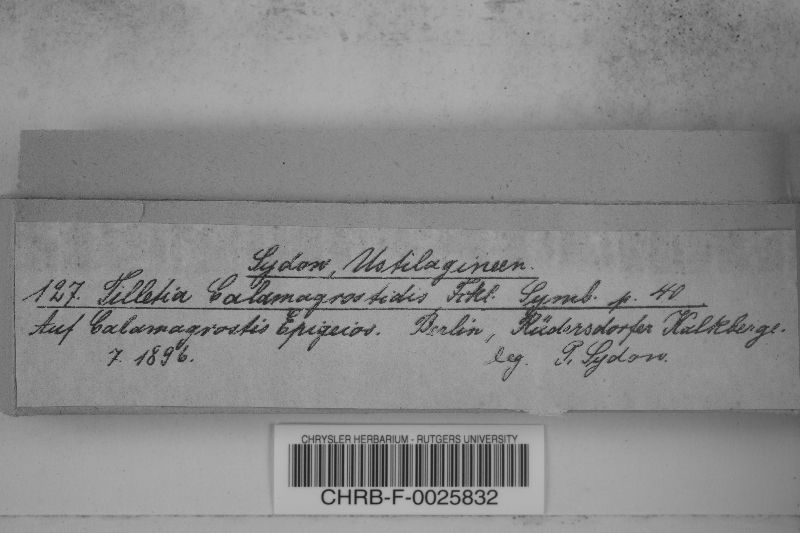 Sydow, Ustilagineen.
127. Tilletia Calamagrostidis Fckl. Symb. p. 40.
Auf Calamagrostis Epigeios. Berlin, Rüdersdorfer Kalkberge.
7. 1896. leg. P. Sydow.
CHRYSLER HERBARIUM - RUTGERS UNIVERSITY
CHRB-F-0025832